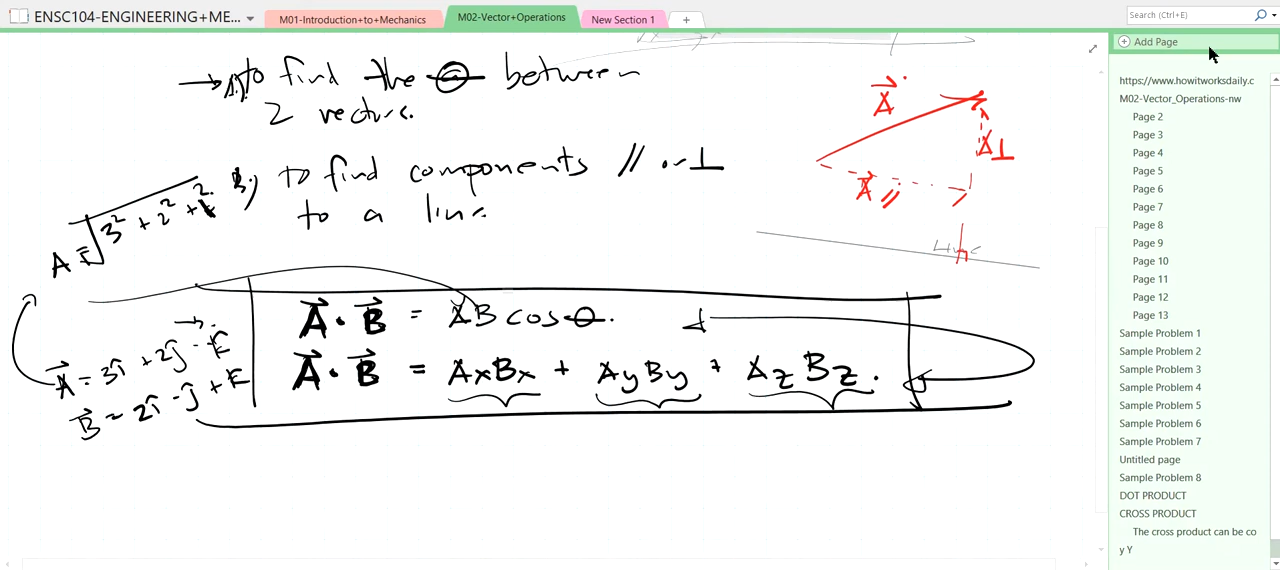 ENSC104-ENGINEERING+ME...
M01-Introduction+to+Mechanics
M02-Vector+Operations
New Section 1
+
Search (Ctrl+E)
Add Page
https://www.howitworksdaily.c
M02-Vector_Operations-nw
Page 2
Page 3
Page 4
Page 5
Page 6
Page 7
Page 8
Page 9
Page 10
Page 11
Page 12
Page 13
Sample Problem 1
Sample Problem 2
Sample Problem 3
Sample Problem 4
Sample Problem 5
Sample Problem 6
Sample Problem 7
Untitled page
Sample Problem 8
DOT PRODUCT
CROSS PRODUCT
The cross product can be co
y Y
to find the θ between
2 vectors.
B) to find components // or ⊥
to a line
A⃗
A⃗⊥
A⃗//
Line
A⃗ · B⃗ = AB cos θ.
A⃗ · B⃗ = AxBx + AyBy + AzBz.
A⃗ = 3î + 2ĵ - k̂
B⃗ = 2î - ĵ + k̂